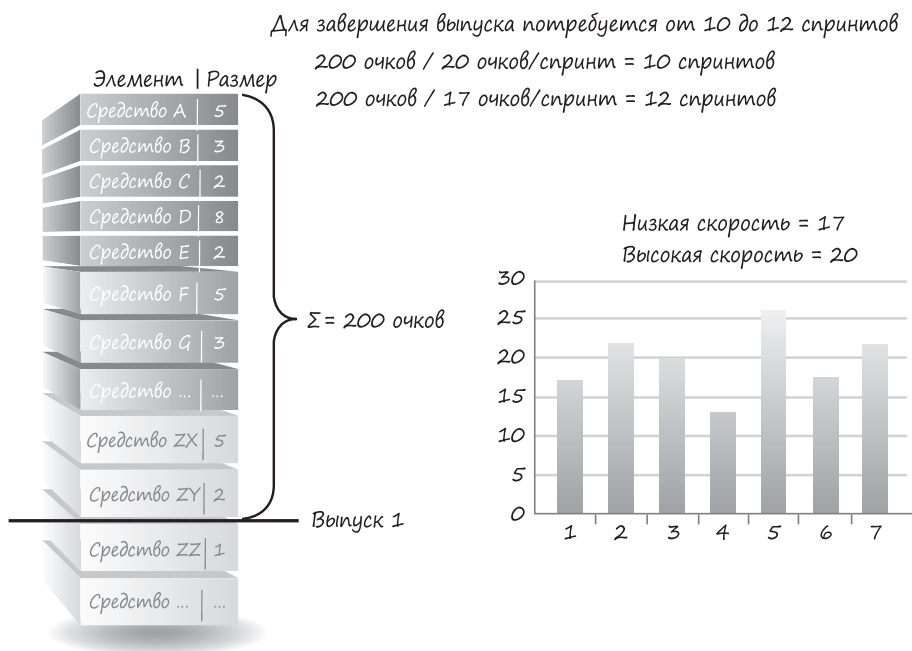 Для завершения выпуска потребуется от 10 до 12 спринтов
200 очков / 20 очков/спринт = 10 спринтов
200 очков / 17 очков/спринт = 12 спринтов
Элемент | Размер
Средство A | 5
Средство B | 3
Средство C | 2
Средство D | 8
Средство E | 2
Средство F | 5
Средство G | 3
Средство ... | ...
Средство ZX | 5
Средство ZY | 2
Средство ZZ | 1
Средство ... | ...
Σ = 200 очков
Выпуск 1
Низкая скорость = 17
Высокая скорость = 20
30
25
20
15
10
5
0
1 2 3 4 5 6 7